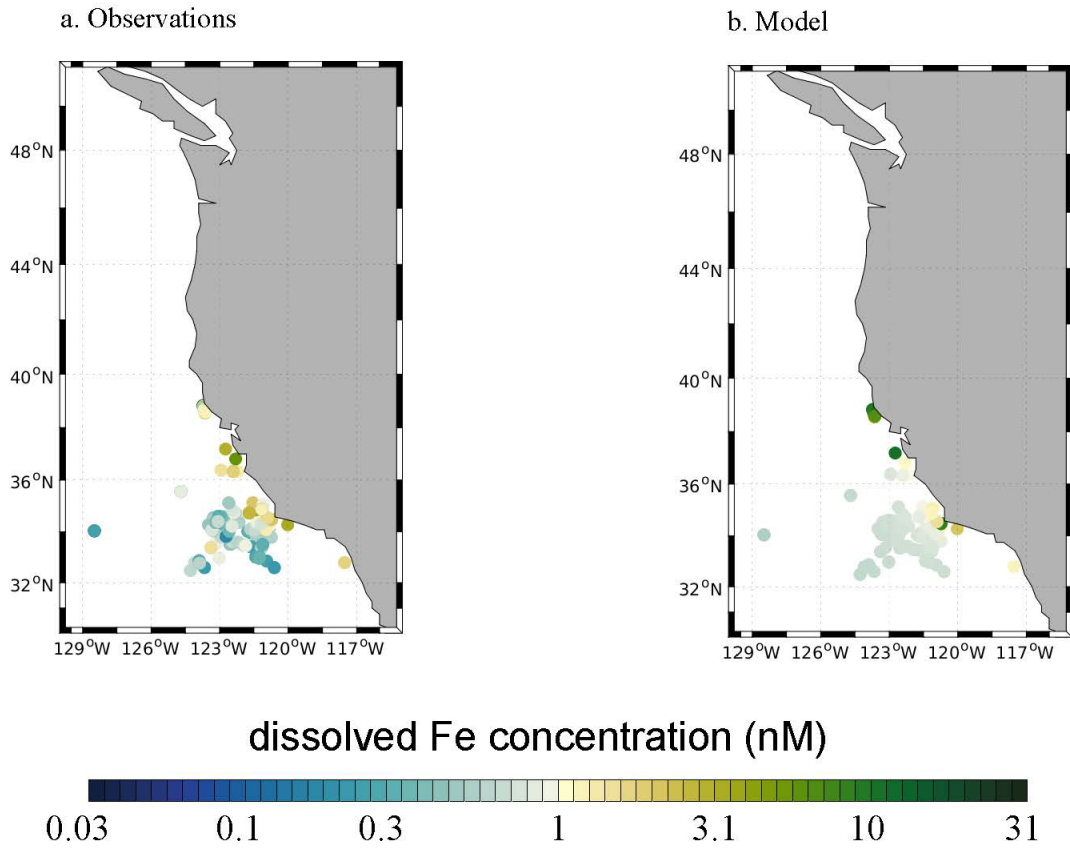 a. Observations
b. Model
48°N
44°N
40°N
36°N
32°N
129°W 126°W 123°W 120°W 117°W
48°N
44°N
40°N
36°N
32°N
129°W 126°W 123°W 120°W 117°W
dissolved Fe concentration (nM)
0.03 0.1 0.3 1 3.1 10 31